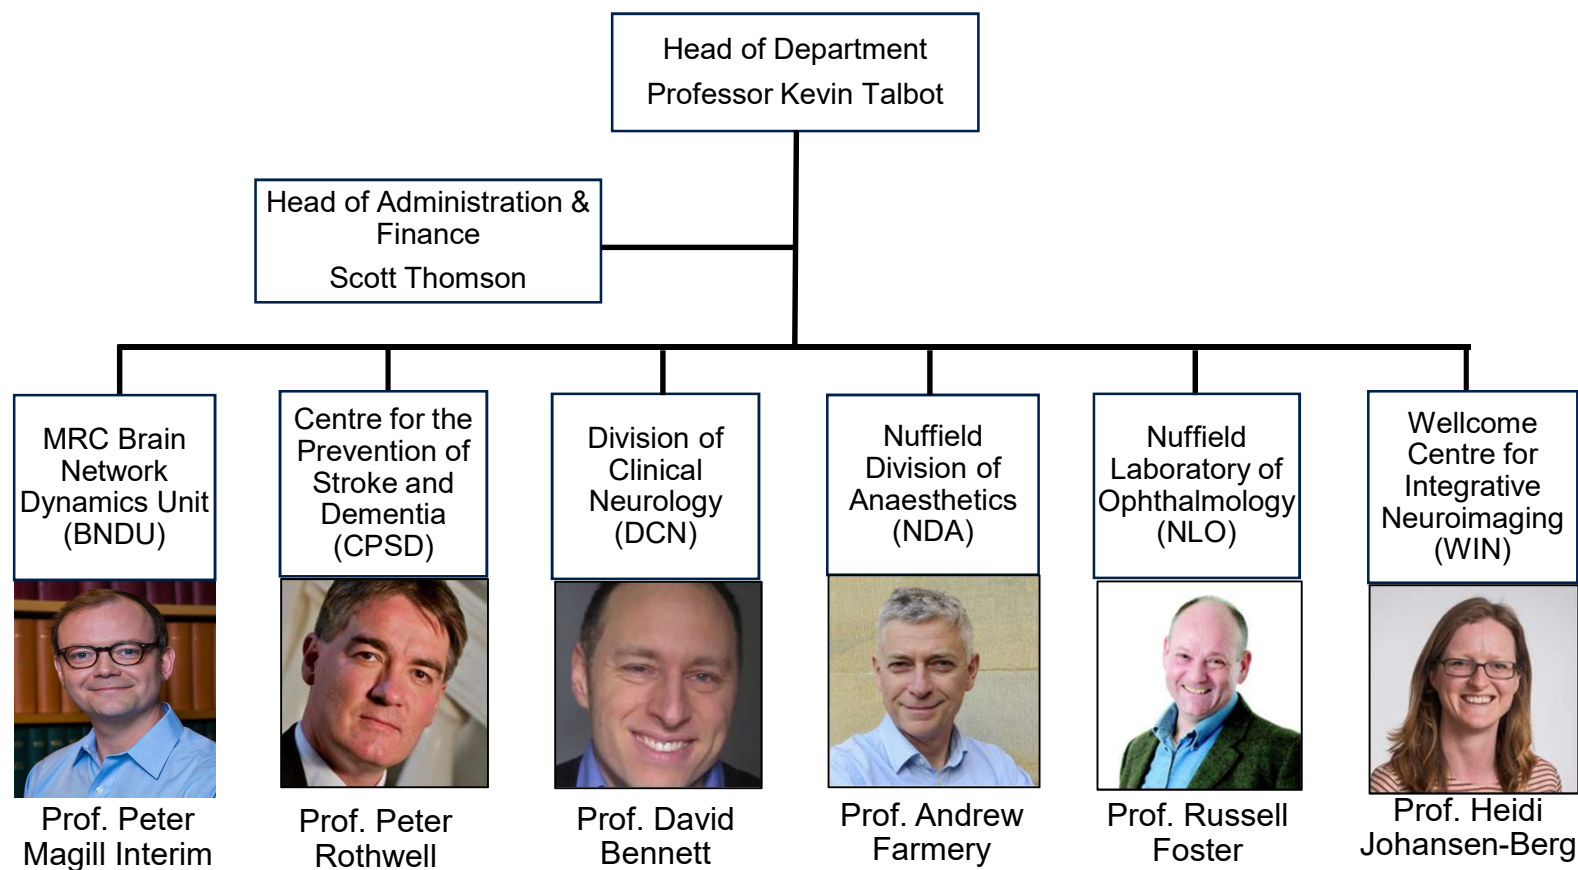 Head of Department
Professor Kevin Talbot
Head of Administration &
Finance
Scott Thomson
MRC Brain
Network
Dynamics Unit
(BNDU)
Centre for the
Prevention of
Stroke and
Dementia
(CPSD)
Division of
Clinical
Neurology
(DCN)
Nuffield
Division of
Anaesthetics
(NDA)
Nuffield
Laboratory of
Ophthalmology
(NLO)
Wellcome
Centre for
Integrative
Neuroimaging
(WIN)
Prof. Peter
Magill Interim
Prof. Peter
Rothwell
Prof. David
Bennett
Prof. Andrew
Farmery
Prof. Russell
Foster
Prof. Heidi
Johansen-Berg